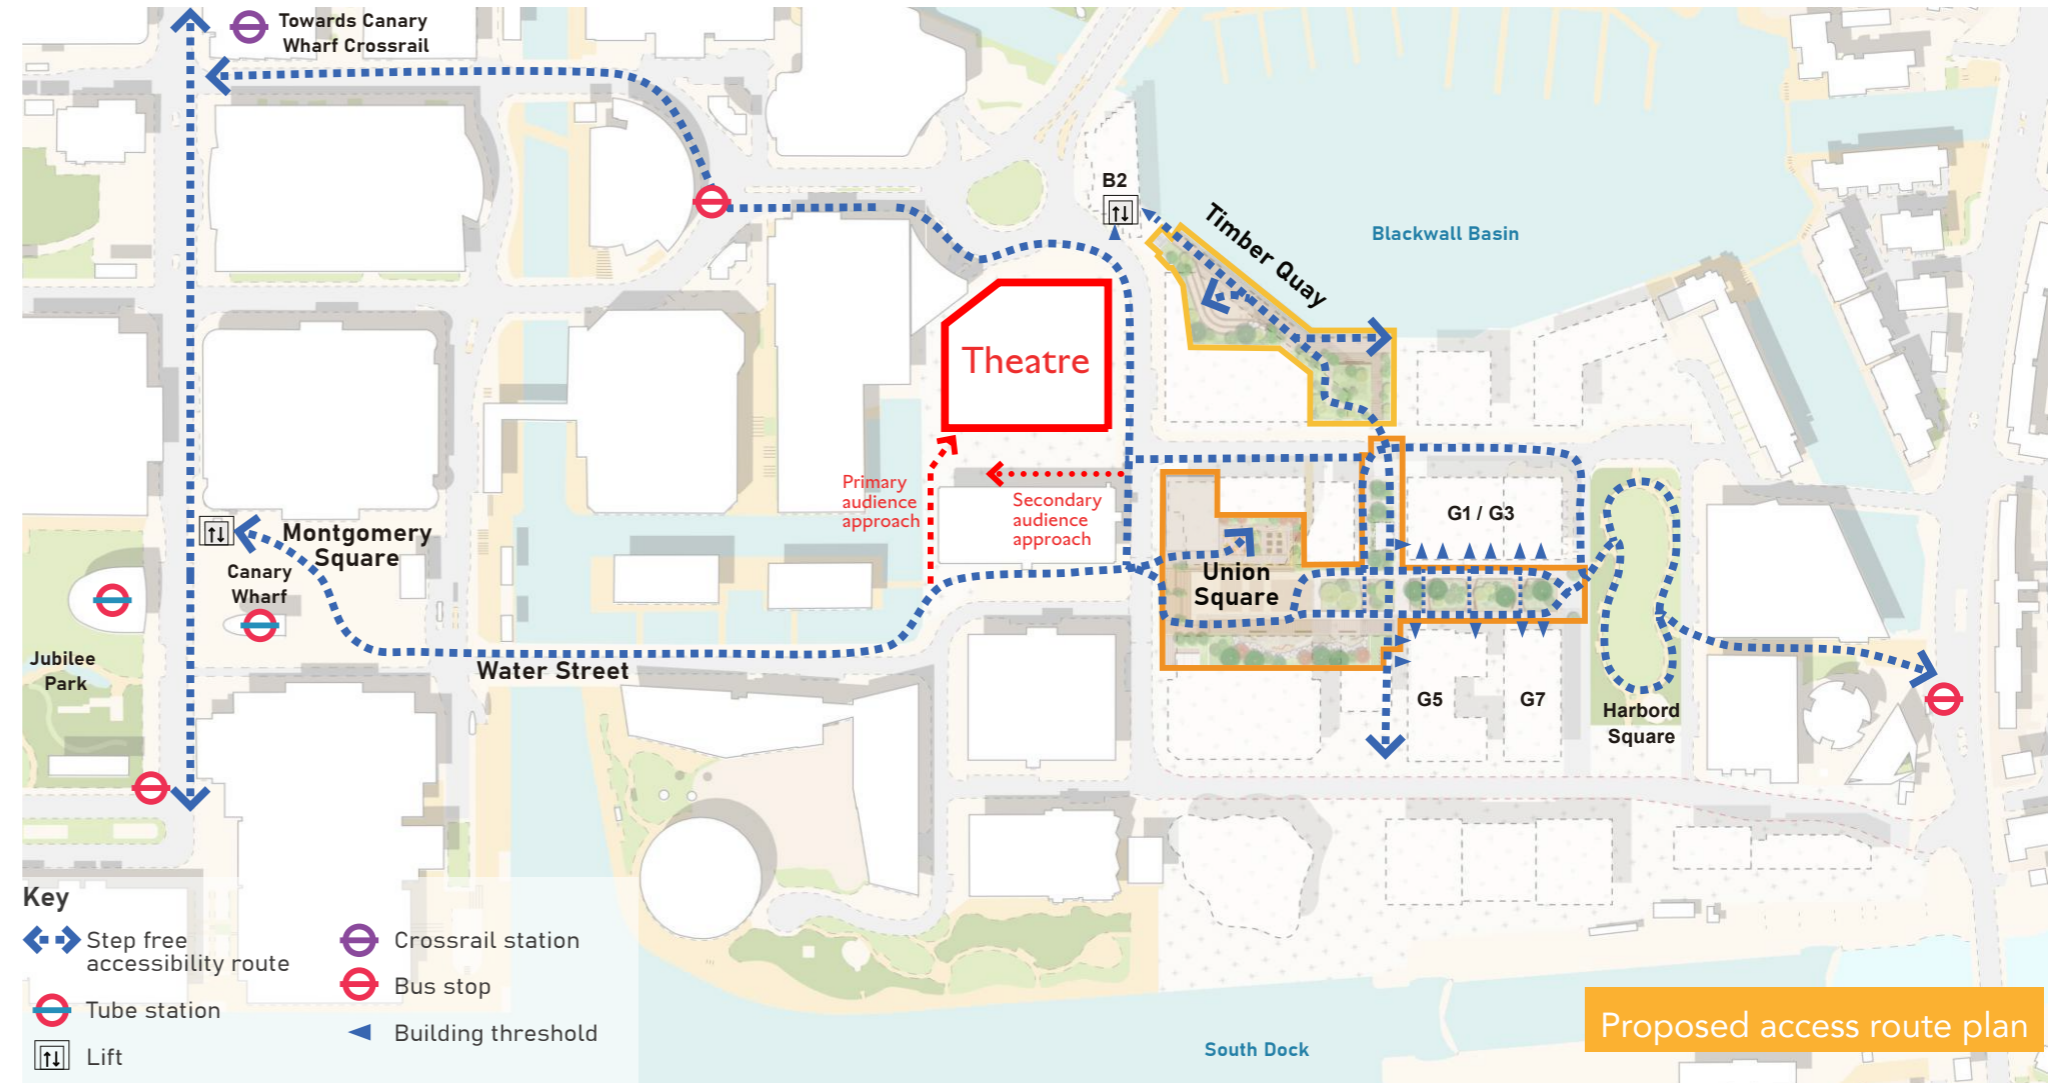 Towards Canary
Wharf Crossrail
B2
Timber Quay
Blackwall Basin
Theatre
Primary
audience
approach
Secondary
audience
approach
G1 / G3
Montgomery
Square
Canary
Wharf
Union
Square
Jubilee
Park
Water Street
G5
G7
Harbord
Square
Key
Step free
accessibility route
Tube station
Lift
Crossrail station
Bus stop
Building threshold
South Dock
Proposed access route plan